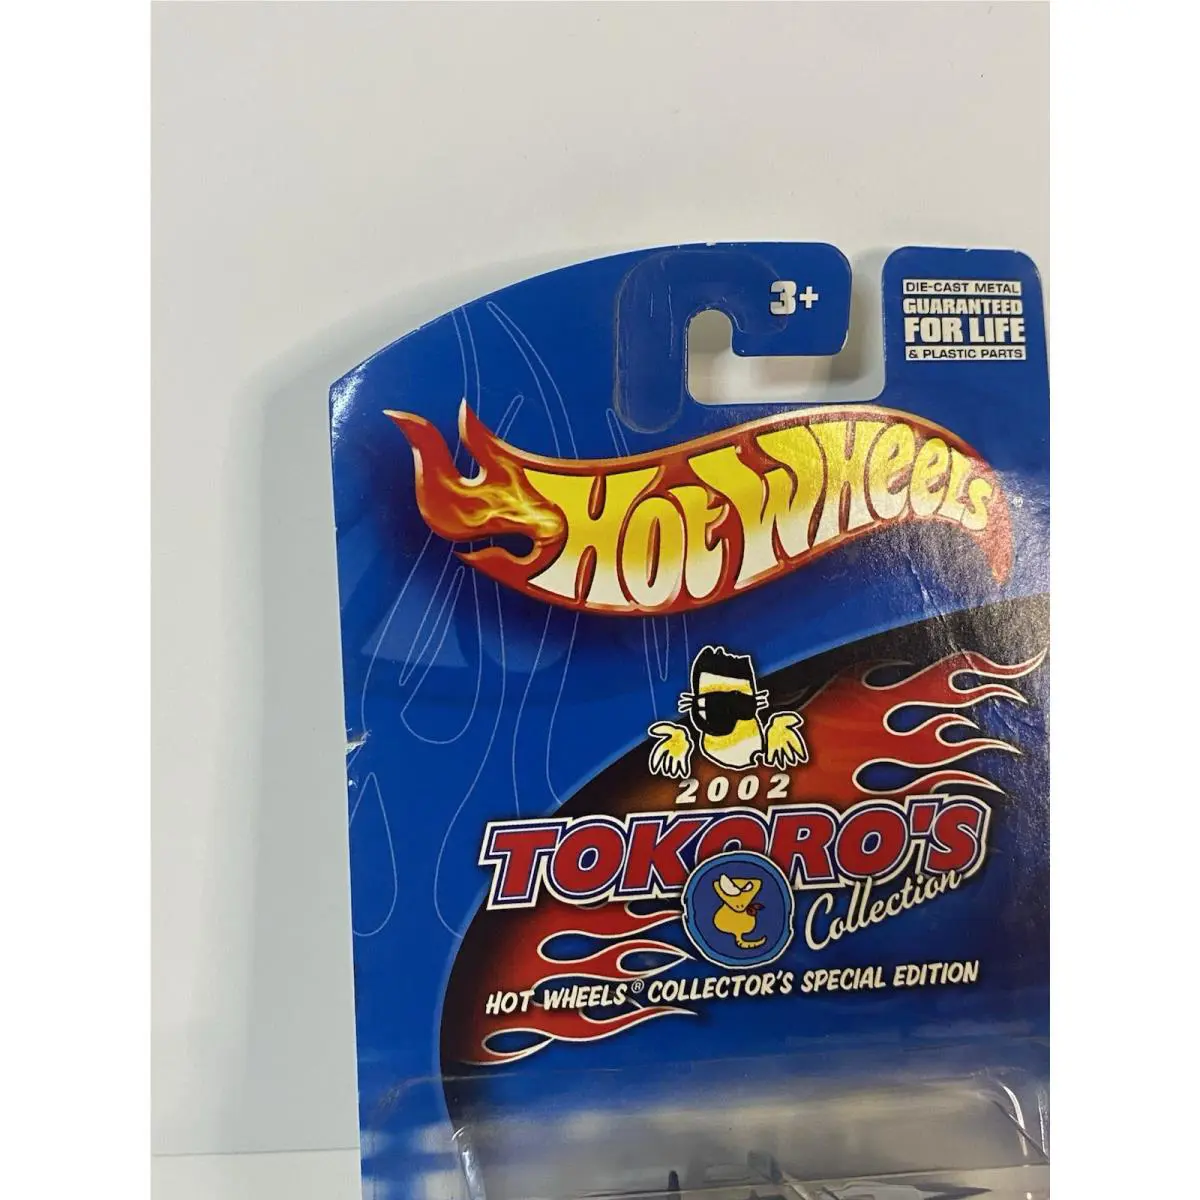 3+
DIE-CAST METAL
GUARANTEED
FOR LIFE
& PLASTIC PARTS
HOT WHEELS®
2002
TOKORO'S
Collection
HOT WHEELS® COLLECTOR'S SPECIAL EDITION